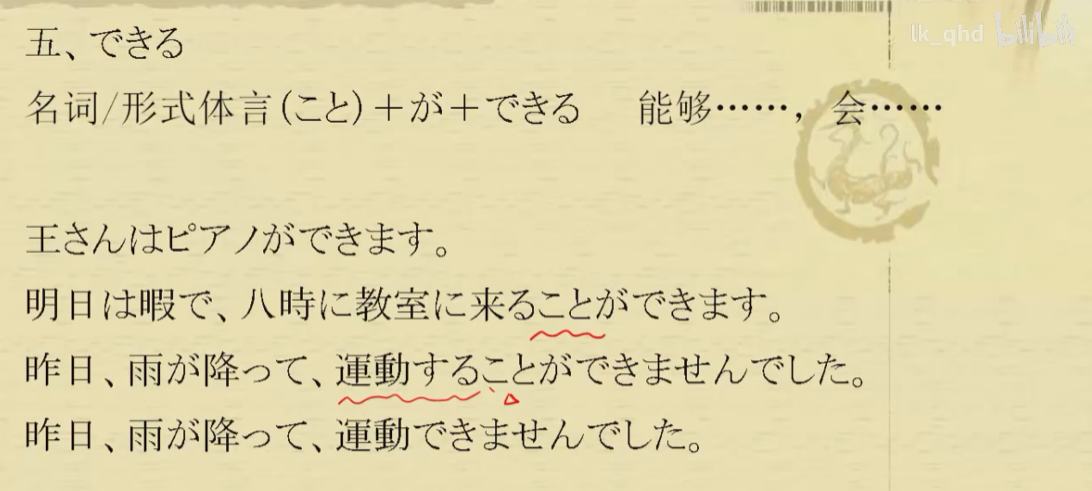 lk_qhd bilibili
五、できる
名词/形式体言(こと)＋が＋できる 能够……，会……
王さんはピアノができます。
明日は暇で、八時に教室に来ることができます。
昨日、雨が降って、運動することができませんでした。
昨日、雨が降って、運動できませんでした。